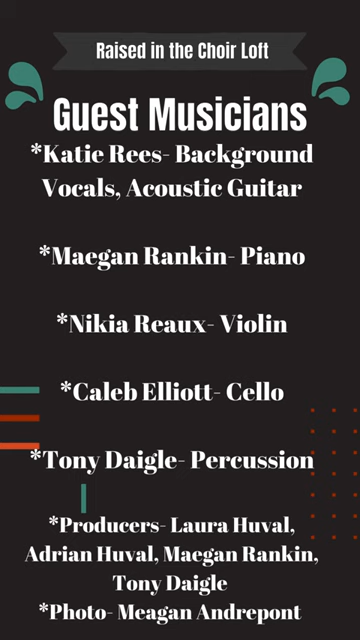 Raised in the Choir Loft
Guest Musicians
*Katie Rees- Background
Vocals, Acoustic Guitar
*Maegan Rankin- Piano
*Nikia Reaux- Violin
*Caleb Elliott- Cello
*Tony Daigle- Percussion
*Producers- Laura Huval,
Adrian Huval, Maegan Rankin,
Tony Daigle
*Photo- Meagan Andrepont